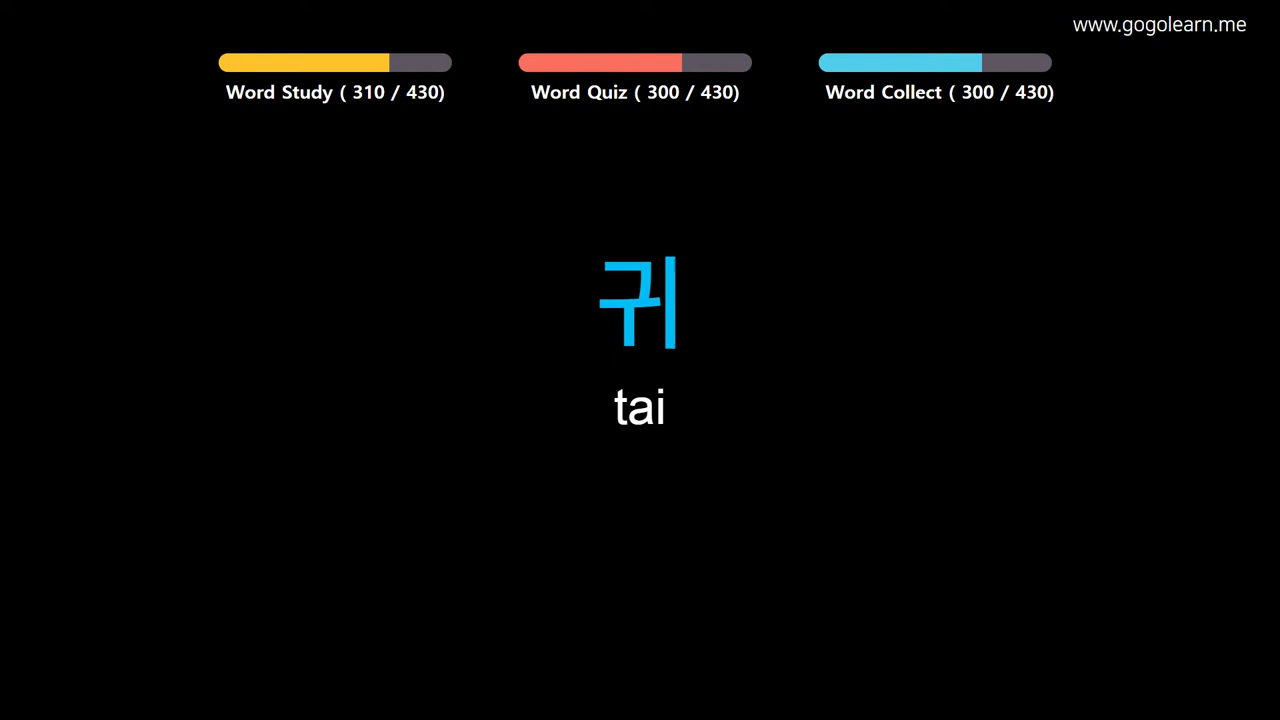 www.gogolearn.me
Word Study ( 310 / 430)
Word Quiz ( 300 / 430)
Word Collect ( 300 / 430)
귀
tai